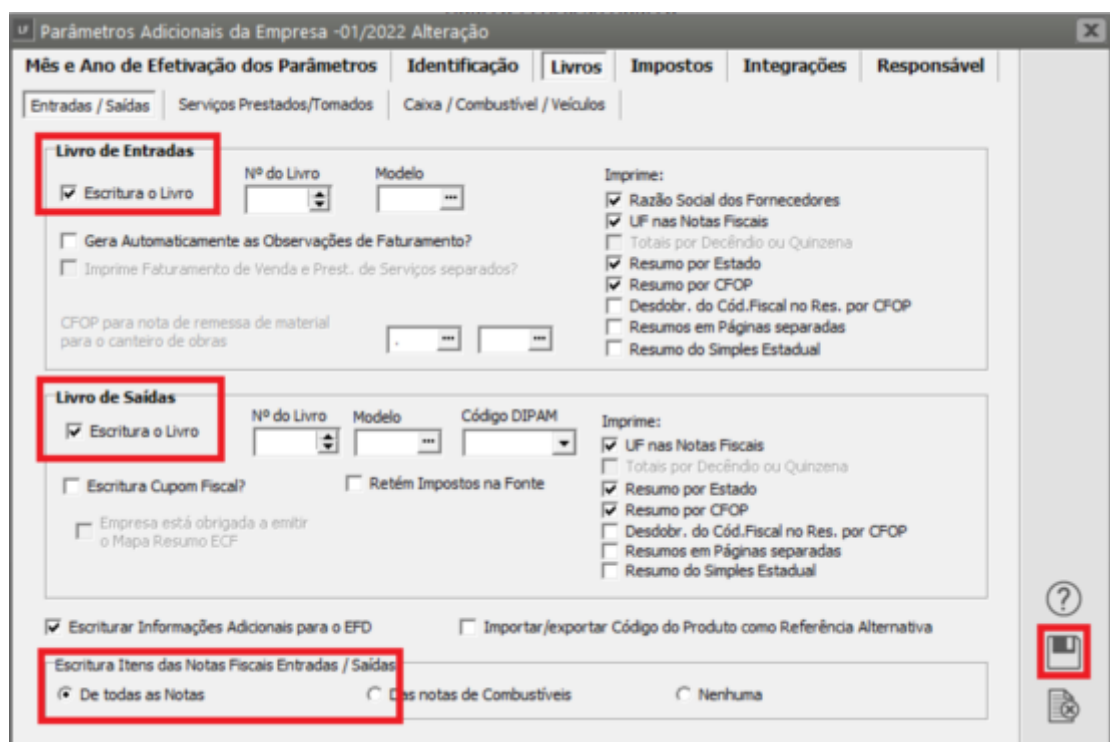 LF Parâmetros Adicionais da Empresa -01/2022 Alteração
Mês e Ano de Efetivação dos Parâmetros Identificação Livros Impostos Integrações Responsável
Entradas / Saídas Serviços Prestados/Tomados Caixa / Combustível / Veículos
Livro de Entradas
Escritura o Livro
Nº do Livro Modelo
Imprime:
Razão Social dos Fornecedores
UF nas Notas Fiscais
Totais por Decêndio ou Quinzena
Resumo por Estado
Resumo por CFOP
Desdobr. do Cód.Fiscal no Res. por CFOP
Resumos em Páginas separadas
Resumo do Simples Estadual
Gera Automaticamente as Observações de Faturamento?
Imprime Faturamento de Venda e Prest. de Serviços separados?
CFOP para nota de remessa de material
para o canteiro de obras
. ... ...
Livro de Saídas
Escritura o Livro
Nº do Livro Modelo Código DIPAM
Imprime:
UF nas Notas Fiscais
Totais por Decêndio ou Quinzena
Resumo por Estado
Resumo por CFOP
Desdobr. do Cód.Fiscal no Res. por CFOP
Resumos em Páginas separadas
Resumo do Simples Estadual
Escritura Cupom Fiscal? Retém Impostos na Fonte
Empresa está obrigada a emitir
o Mapa Resumo ECF
Escriturar Informações Adicionais para o EFD Importar/exportar Código do Produto como Referência Alternativa
Escritura Itens das Notas Fiscais Entradas / Saídas
De todas as Notas Das notas de Combustíveis Nenhuma